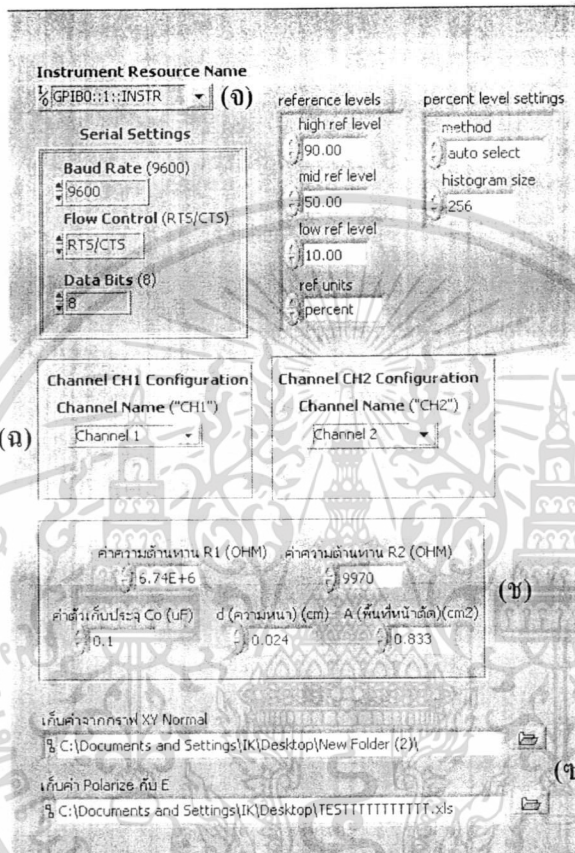 Instrument Resource Name
GPIB0::1::INSTR
(จ)
Serial Settings
Baud Rate (9600)
9600
Flow Control (RTS/CTS)
RTS/CTS
Data Bits (8)
8
reference levels
high ref level
90.00
mid ref level
50.00
low ref level
10.00
ref units
percent
percent level settings
method
auto select
histogram size
256
(ฉ)
Channel CH1 Configuration
Channel Name ("CH1")
Channel 1
Channel CH2 Configuration
Channel Name ("CH2")
Channel 2
ค่าความต้านทาน R1 (OHM) ค่าความต้านทาน R2 (OHM)
5.74E+6 9970
(ช)
ค่าตัวเก็บประจุ Co (uF) d (ความหนา) (cm) A (พื้นที่หน้าตัด)(cm2)
0.1 0.024 0.833
เก็บค่าจากกราฟ XY Normal
C:\Documents and Settings\IK\Desktop\New Folder (2)\
เก็บค่า Polarize กับ E
C:\Documents and Settings\IK\Desktop\TESTTTTTTTTTTT.xls